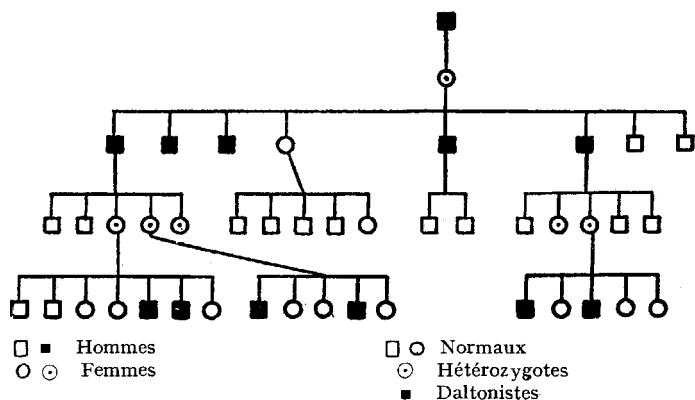 Hommes
Femmes
Normaux
Hétérozygotes
Daltonistes